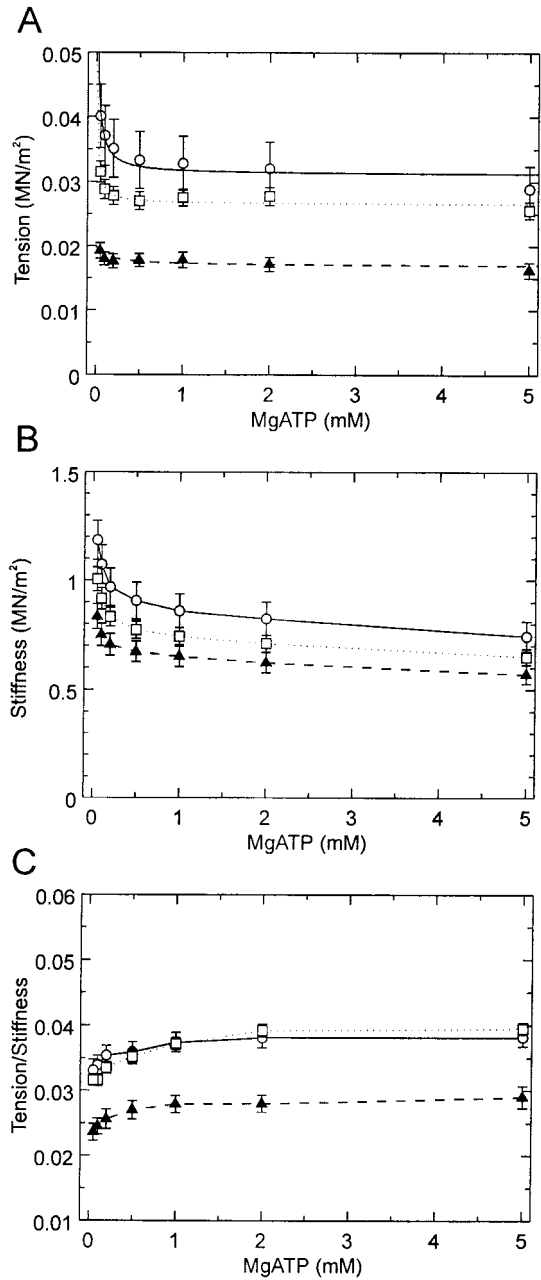 A
0.05
0.04
0.03
0.02
0.01
0
Tension (MN/m²)
0 1 2 3 4 5
MgATP (mM)
B
1.5
1
0.5
0
Stiffness (MN/m²)
0 1 2 3 4 5
MgATP (mM)
C
0.06
0.05
0.04
0.03
0.02
0.01
Tension/Stiffness
0 1 2 3 4 5
MgATP (mM)